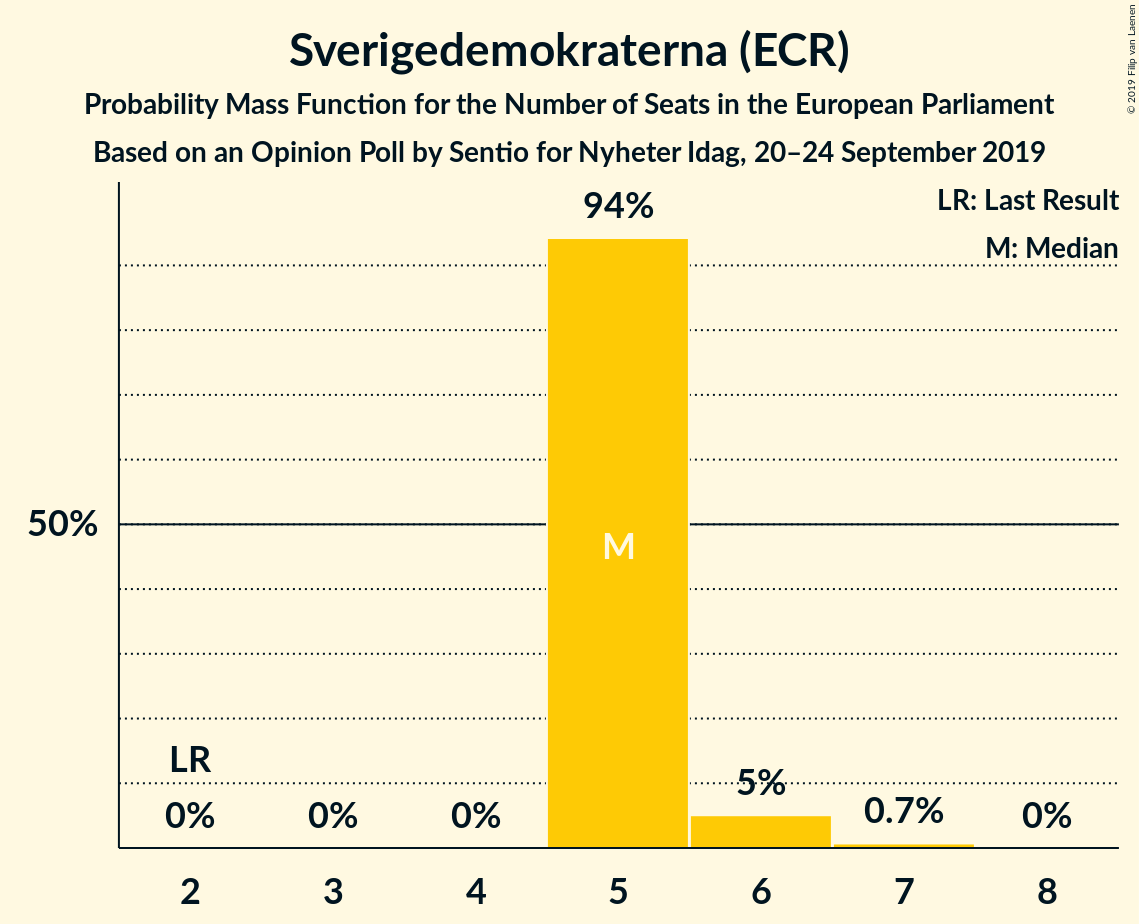 Sverigedemokraterna (ECR)
Probability Mass Function for the Number of Seats in the European Parliament
Based on an Opinion Poll by Sentio for Nyheter Idag, 20–24 September 2019
© 2019 Filip van Laenen
LR: Last Result
M: Median
94%
50%
M
LR
0%
0%
0%
5%
0.7%
0%
2
3
4
5
6
7
8